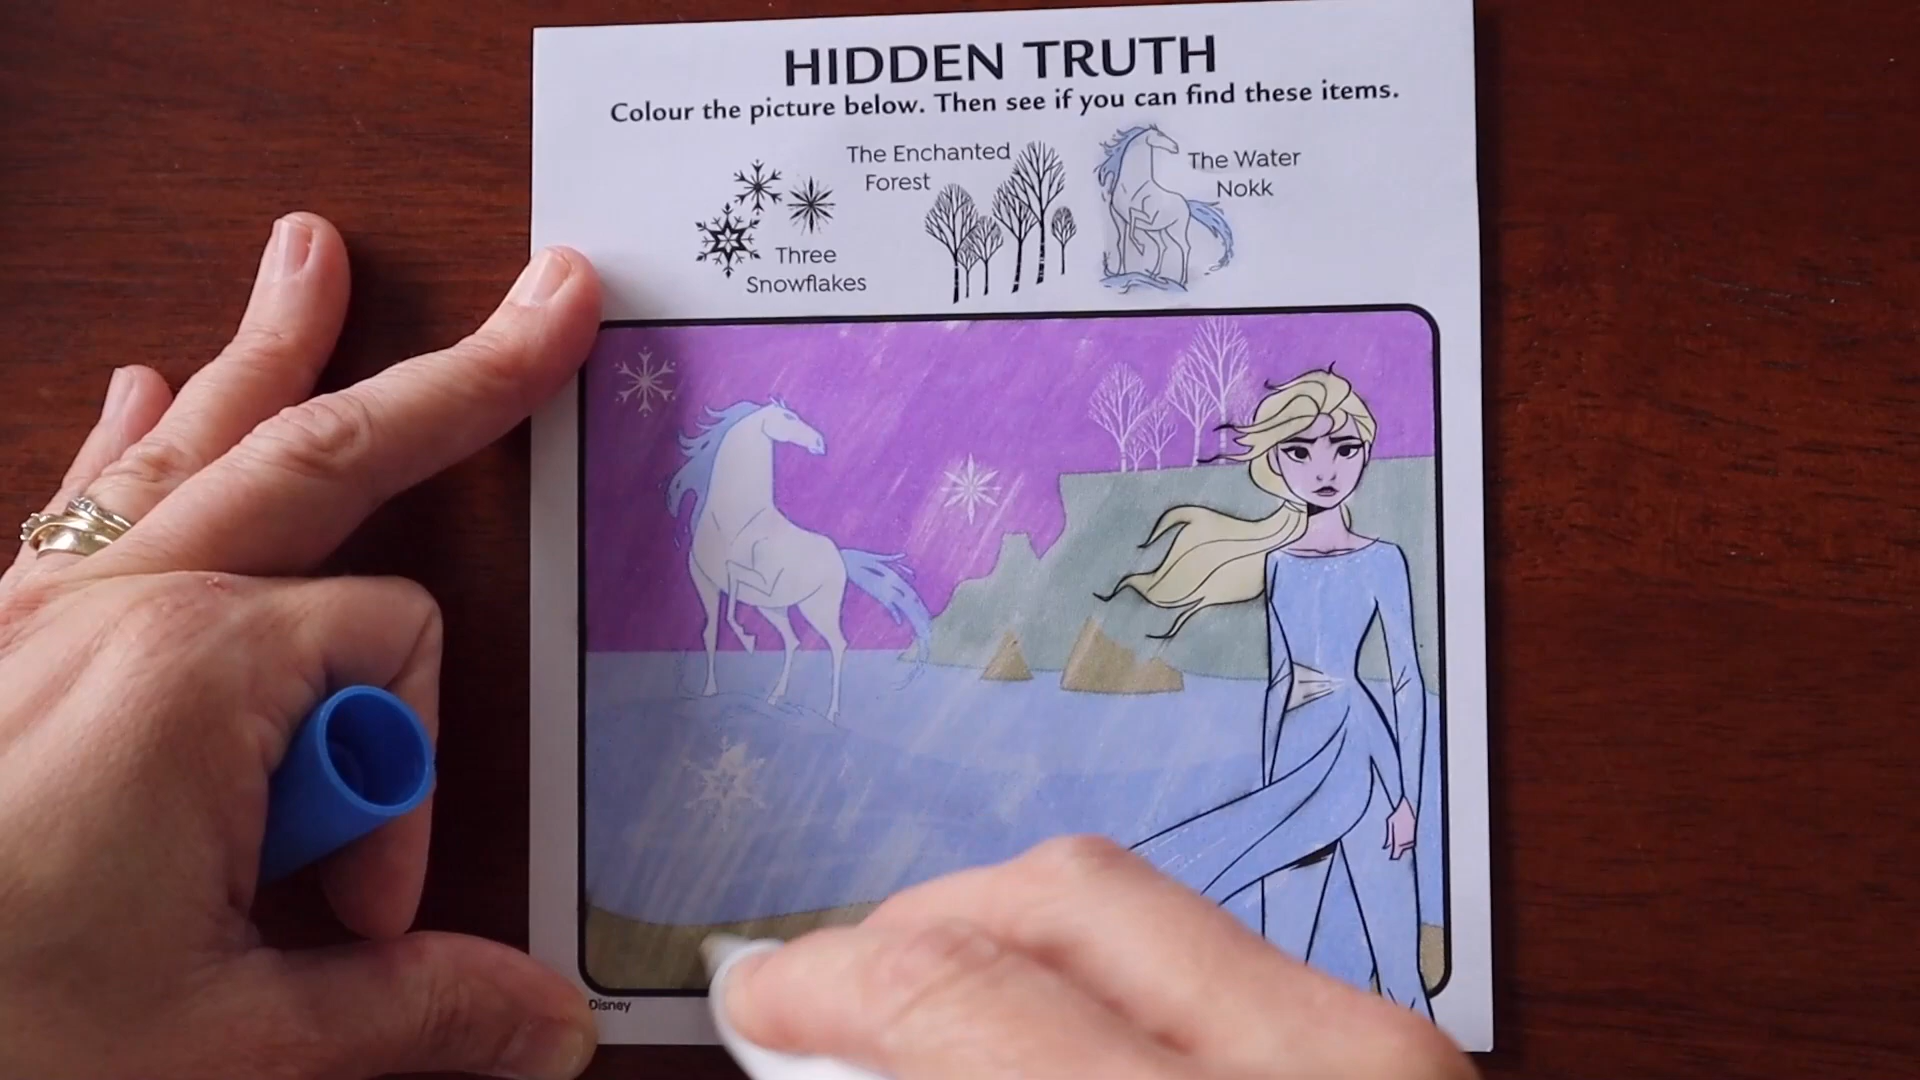 HIDDEN TRUTH
Colour the picture below. Then see if you can find these items.
Three
Snowflakes
The Enchanted
Forest
The Water
Nokk
Disney